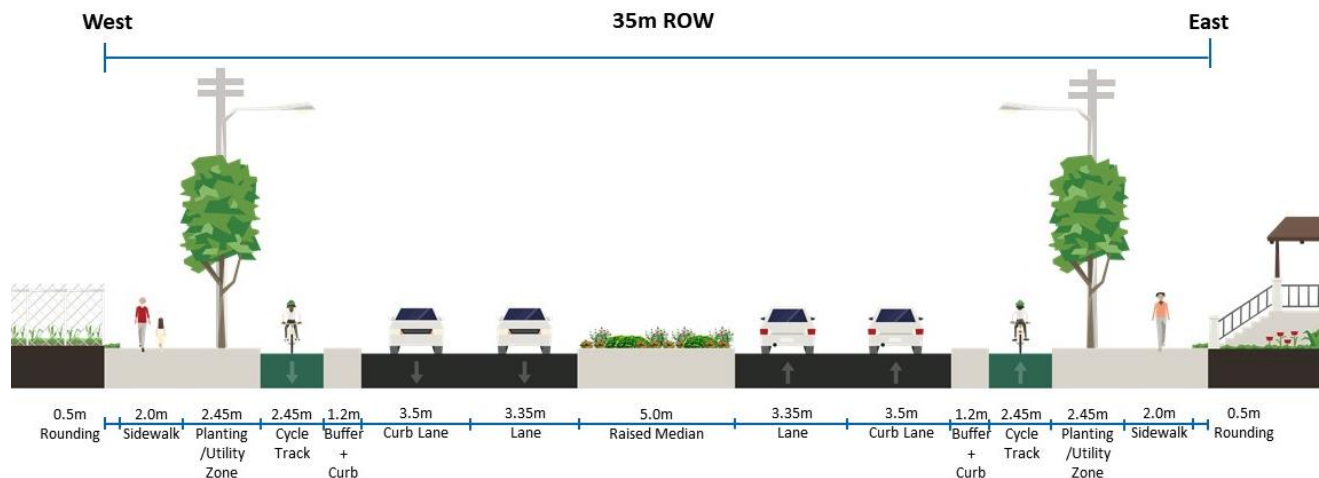 West
35m ROW
East
0.5m
Rounding
2.0m
Sidewalk
2.45m
Planting
/Utility
Zone
2.45m
Cycle
Track
1.2m
Buffer
+
Curb
3.5m
Curb Lane
3.35m
Lane
5.0m
Raised Median
3.35m
Lane
3.5m
Curb Lane
1.2m
Buffer
+
Curb
2.45m
Cycle
Track
2.45m
Planting
/Utility
Zone
2.0m
Sidewalk
0.5m
Rounding